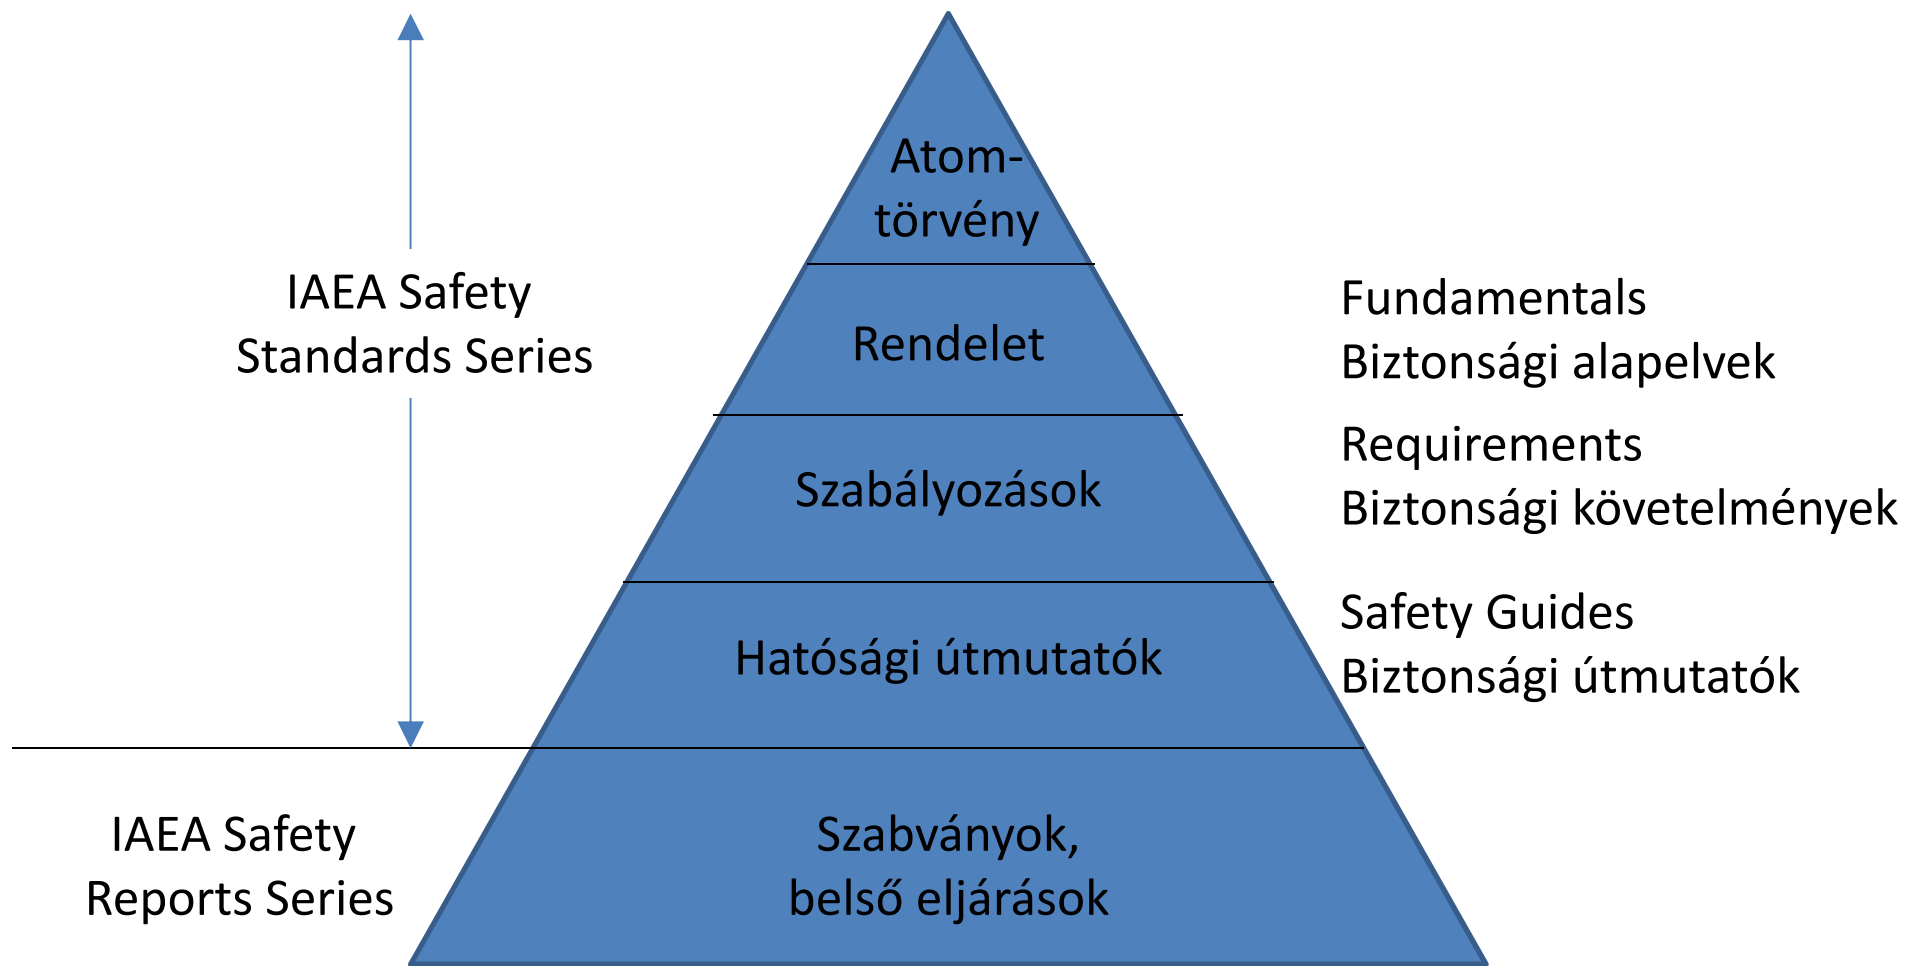 Atom-
törvény
IAEA Safety
Standards Series
Rendelet
Fundamentals
Biztonsági alapelvek
Szabályozások
Requirements
Biztonsági követelmények
Hatósági útmutatók
Safety Guides
Biztonsági útmutatók
IAEA Safety
Reports Series
Szabványok,
belső eljárások